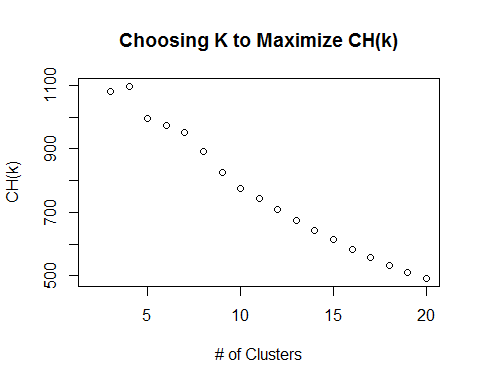 Choosing K to Maximize CH(k)
CH(k)
1100
900
700
500
5 10 15 20
# of Clusters